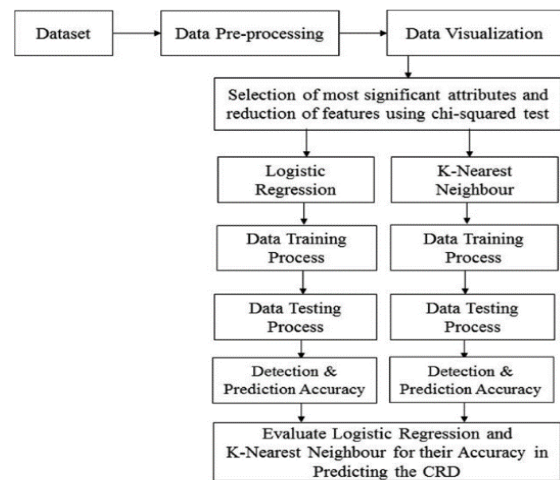 Dataset
Data Pre-processing
Data Visualization
Selection of most significant attributes and
reduction of features using chi-squared test
Logistic
Regression
K-Nearest
Neighbour
Data Training
Process
Data Training
Process
Data Testing
Process
Data Testing
Process
Detection &
Prediction Accuracy
Detection &
Prediction Accuracy
Evaluate Logistic Regression and
K-Nearest Neighbour for their Accuracy in
Predicting the CRD